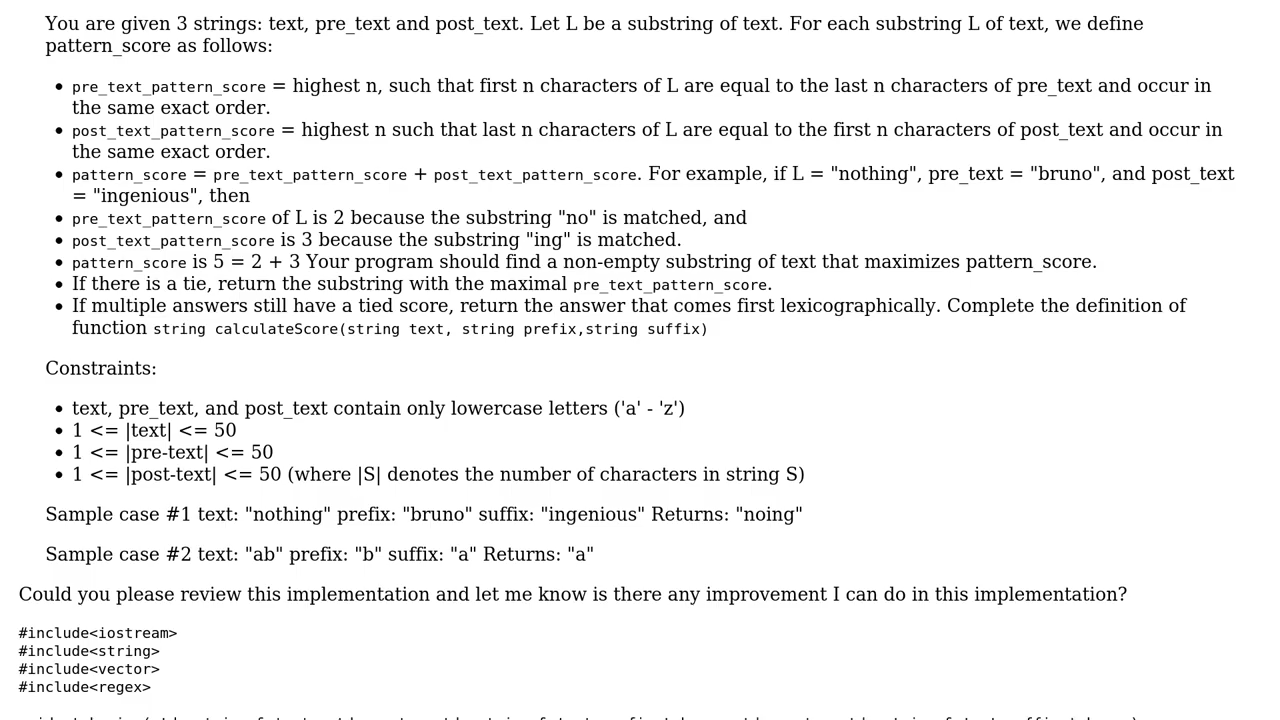 You are given 3 strings: text, pre_text and post_text. Let L be a substring of text. For each substring L of text, we define
pattern_score as follows:
• pre_text_pattern_score = highest n, such that first n characters of L are equal to the last n characters of pre_text and occur in
the same exact order.
• post_text_pattern_score = highest n such that last n characters of L are equal to the first n characters of post_text and occur in
the same exact order.
• pattern_score = pre_text_pattern_score + post_text_pattern_score. For example, if L = "nothing", pre_text = "bruno", and post_text
= "ingenious", then
• pre_text_pattern_score of L is 2 because the substring "no" is matched, and
• post_text_pattern_score is 3 because the substring "ing" is matched.
• pattern_score is 5 = 2 + 3 Your program should find a non-empty substring of text that maximizes pattern_score.
• If there is a tie, return the substring with the maximal pre_text_pattern_score.
• If multiple answers still have a tied score, return the answer that comes first lexicographically. Complete the definition of
function string calculateScore(string text, string prefix,string suffix)
Constraints:
• text, pre_text, and post_text contain only lowercase letters ('a' - 'z')
• 1 <= |text| <= 50
• 1 <= |pre-text| <= 50
• 1 <= |post-text| <= 50 (where |S| denotes the number of characters in string S)
Sample case #1 text: "nothing" prefix: "bruno" suffix: "ingenious" Returns: "noing"
Sample case #2 text: "ab" prefix: "b" suffix: "a" Returns: "a"
Could you please review this implementation and let me know is there any improvement I can do in this implementation?
#include<iostream>
#include<string>
#include<vector>
#include<regex>